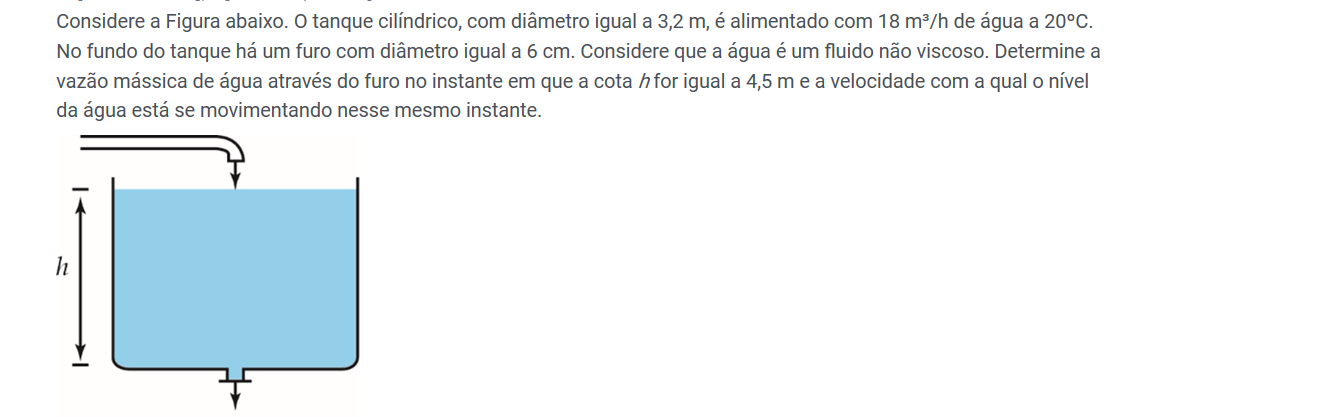 Considere a Figura abaixo. O tanque cilíndrico, com diâmetro igual a 3,2 m, é alimentado com 18 m³/h de água a 20ºC.
No fundo do tanque há um furo com diâmetro igual a 6 cm. Considere que a água é um fluido não viscoso. Determine a
vazão mássica de água através do furo no instante em que a cota h for igual a 4,5 m e a velocidade com a qual o nível
da água está se movimentando nesse mesmo instante.
h